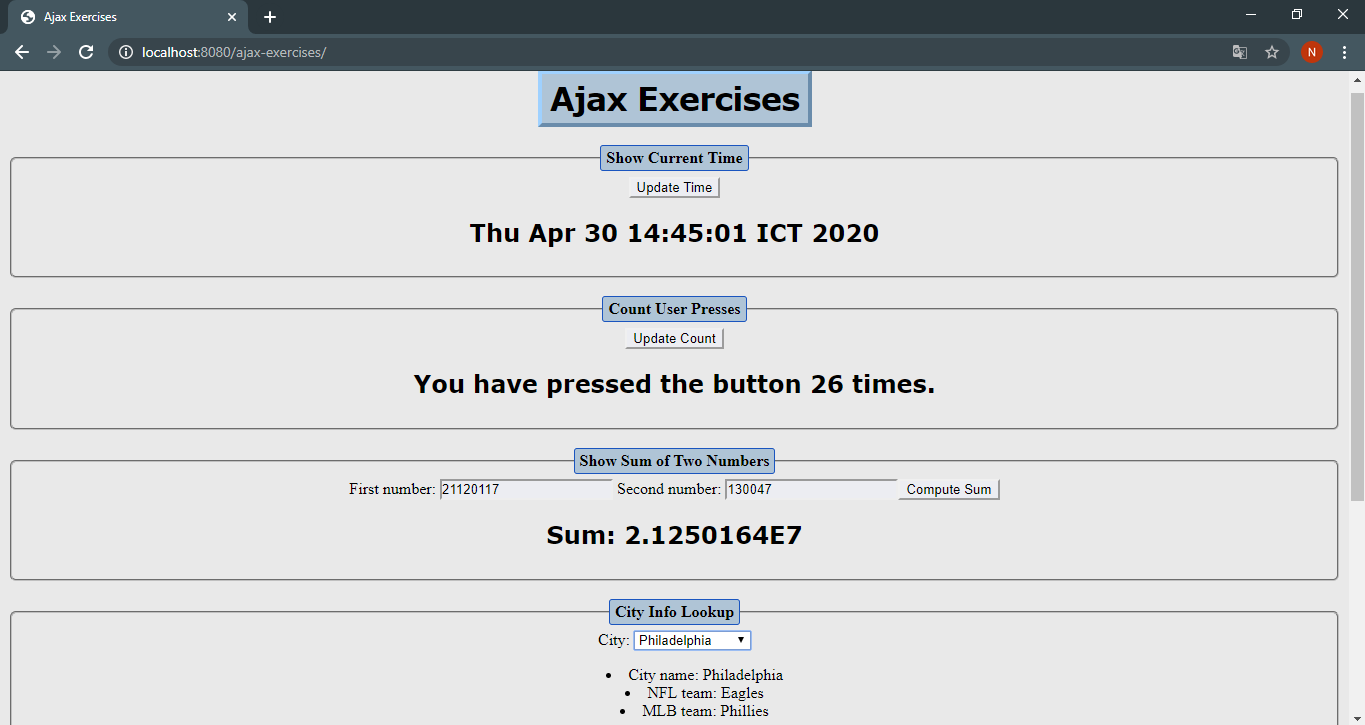 Ajax Exercises
localhost:8080/ajax-exercises/
N
Ajax Exercises
Show Current Time
Update Time
Thu Apr 30 14:45:01 ICT 2020
Count User Presses
Update Count
You have pressed the button 26 times.
Show Sum of Two Numbers
First number: 21120117 Second number: 130047 Compute Sum
Sum: 2.1250164E7
City Info Lookup
City: Philadelphia
• City name: Philadelphia
• NFL team: Eagles
• MLB team: Phillies